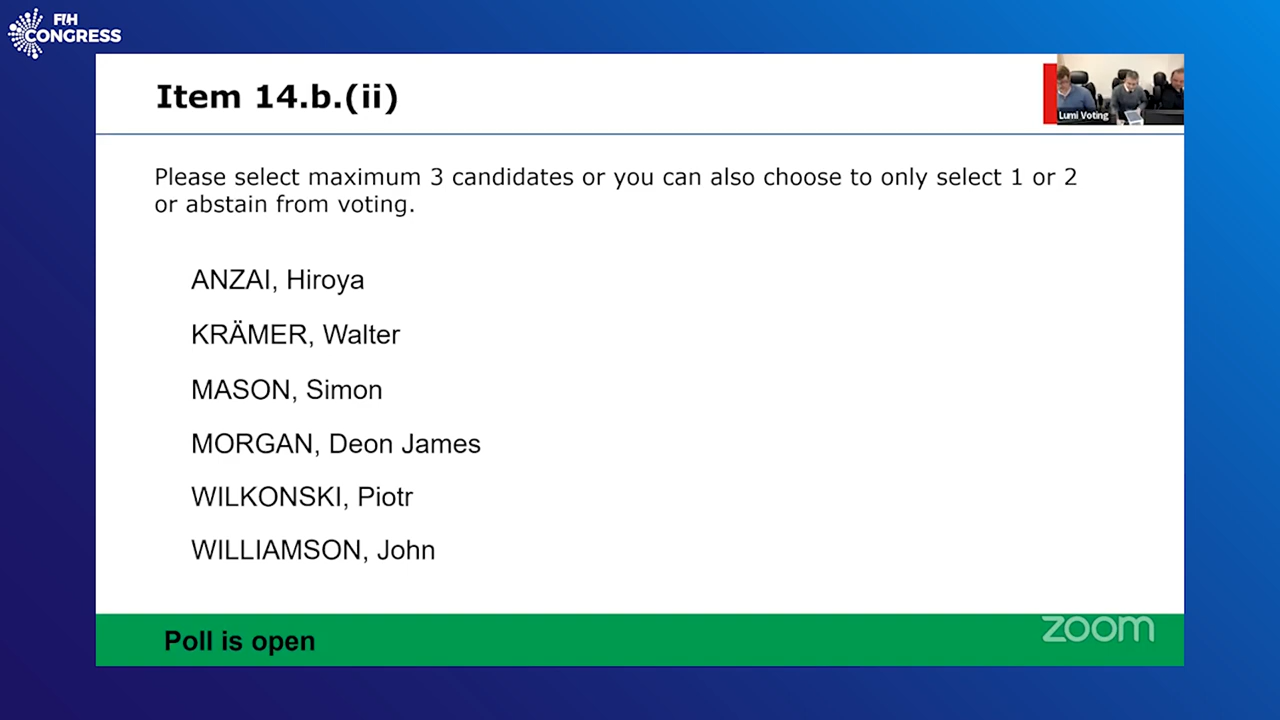 FIH
CONGRESS
Item 14.b.(ii)
Lumi Voting
Please select maximum 3 candidates or you can also choose to only select 1 or 2
or abstain from voting.
ANZAI, Hiroya
KRÄMER, Walter
MASON, Simon
MORGAN, Deon James
WILKONSKI, Piotr
WILLIAMSON, John
Poll is open
zoom